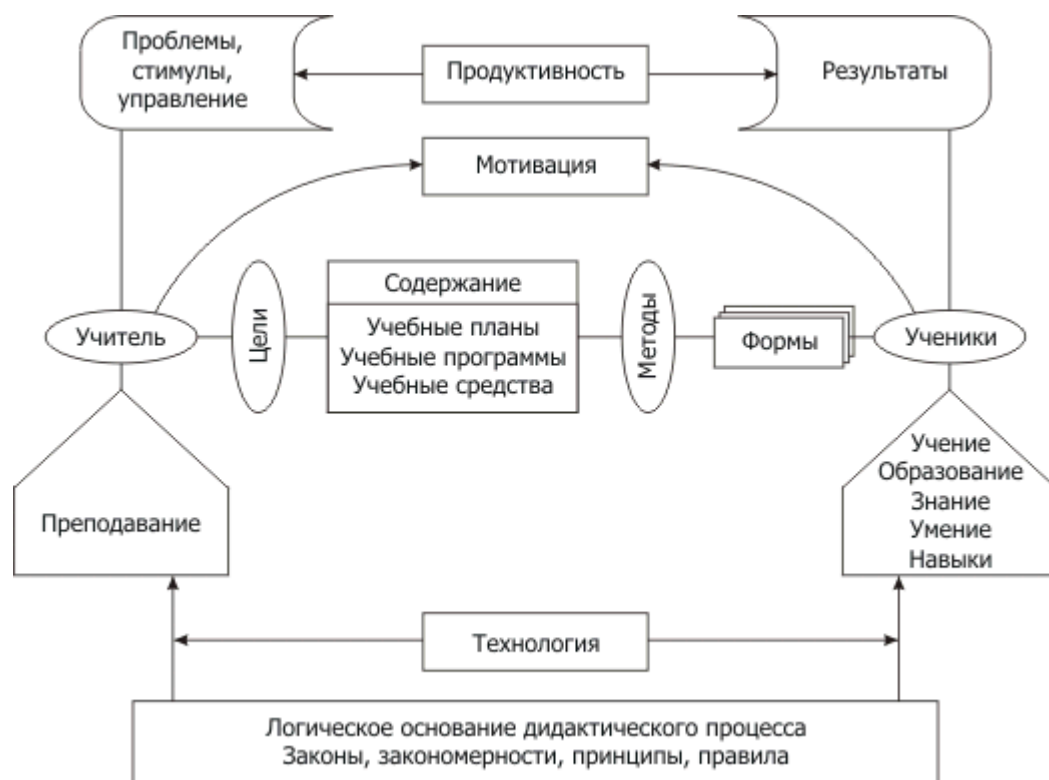 Проблемы,
стимулы,
управление
Продуктивность
Результаты
Мотивация
Учитель
Цели
Содержание
Учебные планы
Учебные программы
Учебные средства
Методы
Формы
Ученики
Преподавание
Учение
Образование
Знание
Умение
Навыки
Технология
Логическое основание дидактического процесса
Законы, закономерности, принципы, правила